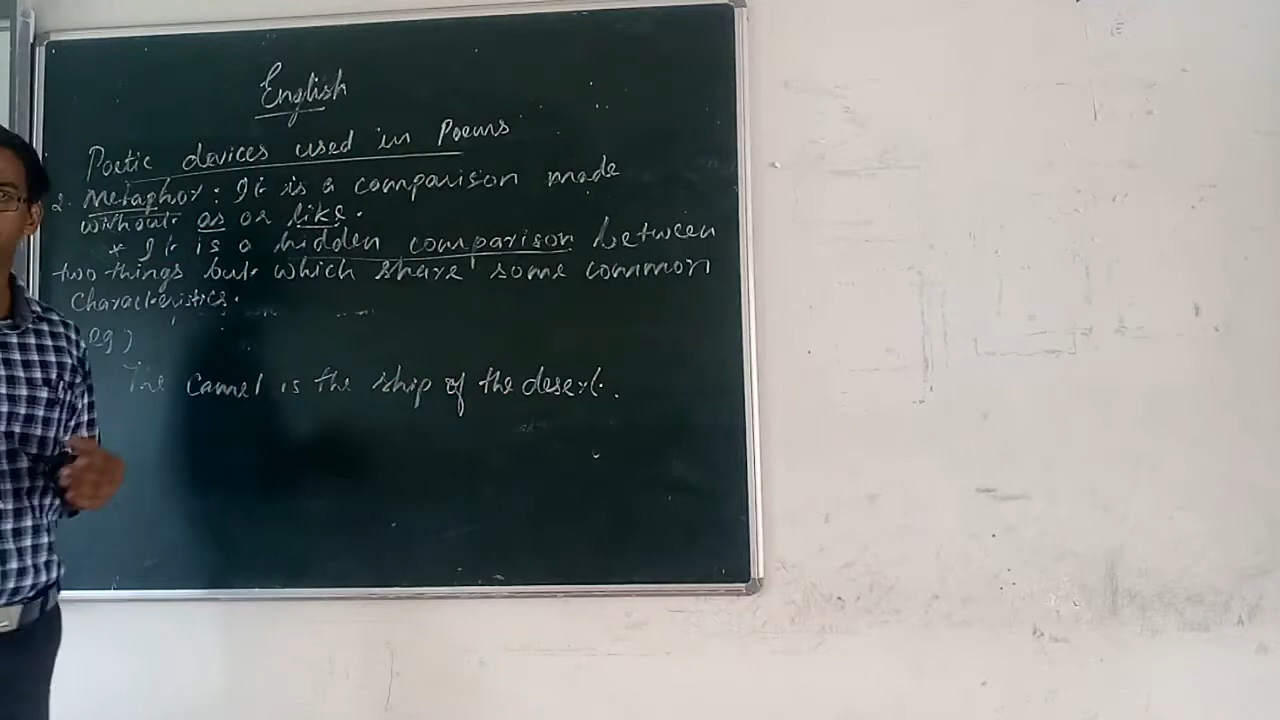 English
Poetic devices used in Poems
2. Metaphor: It is a comparison made
without as or like.
* It is a hidden comparison between
two things but which share some common
Characteristics.
eg)
The Camel is the ship of the desert.